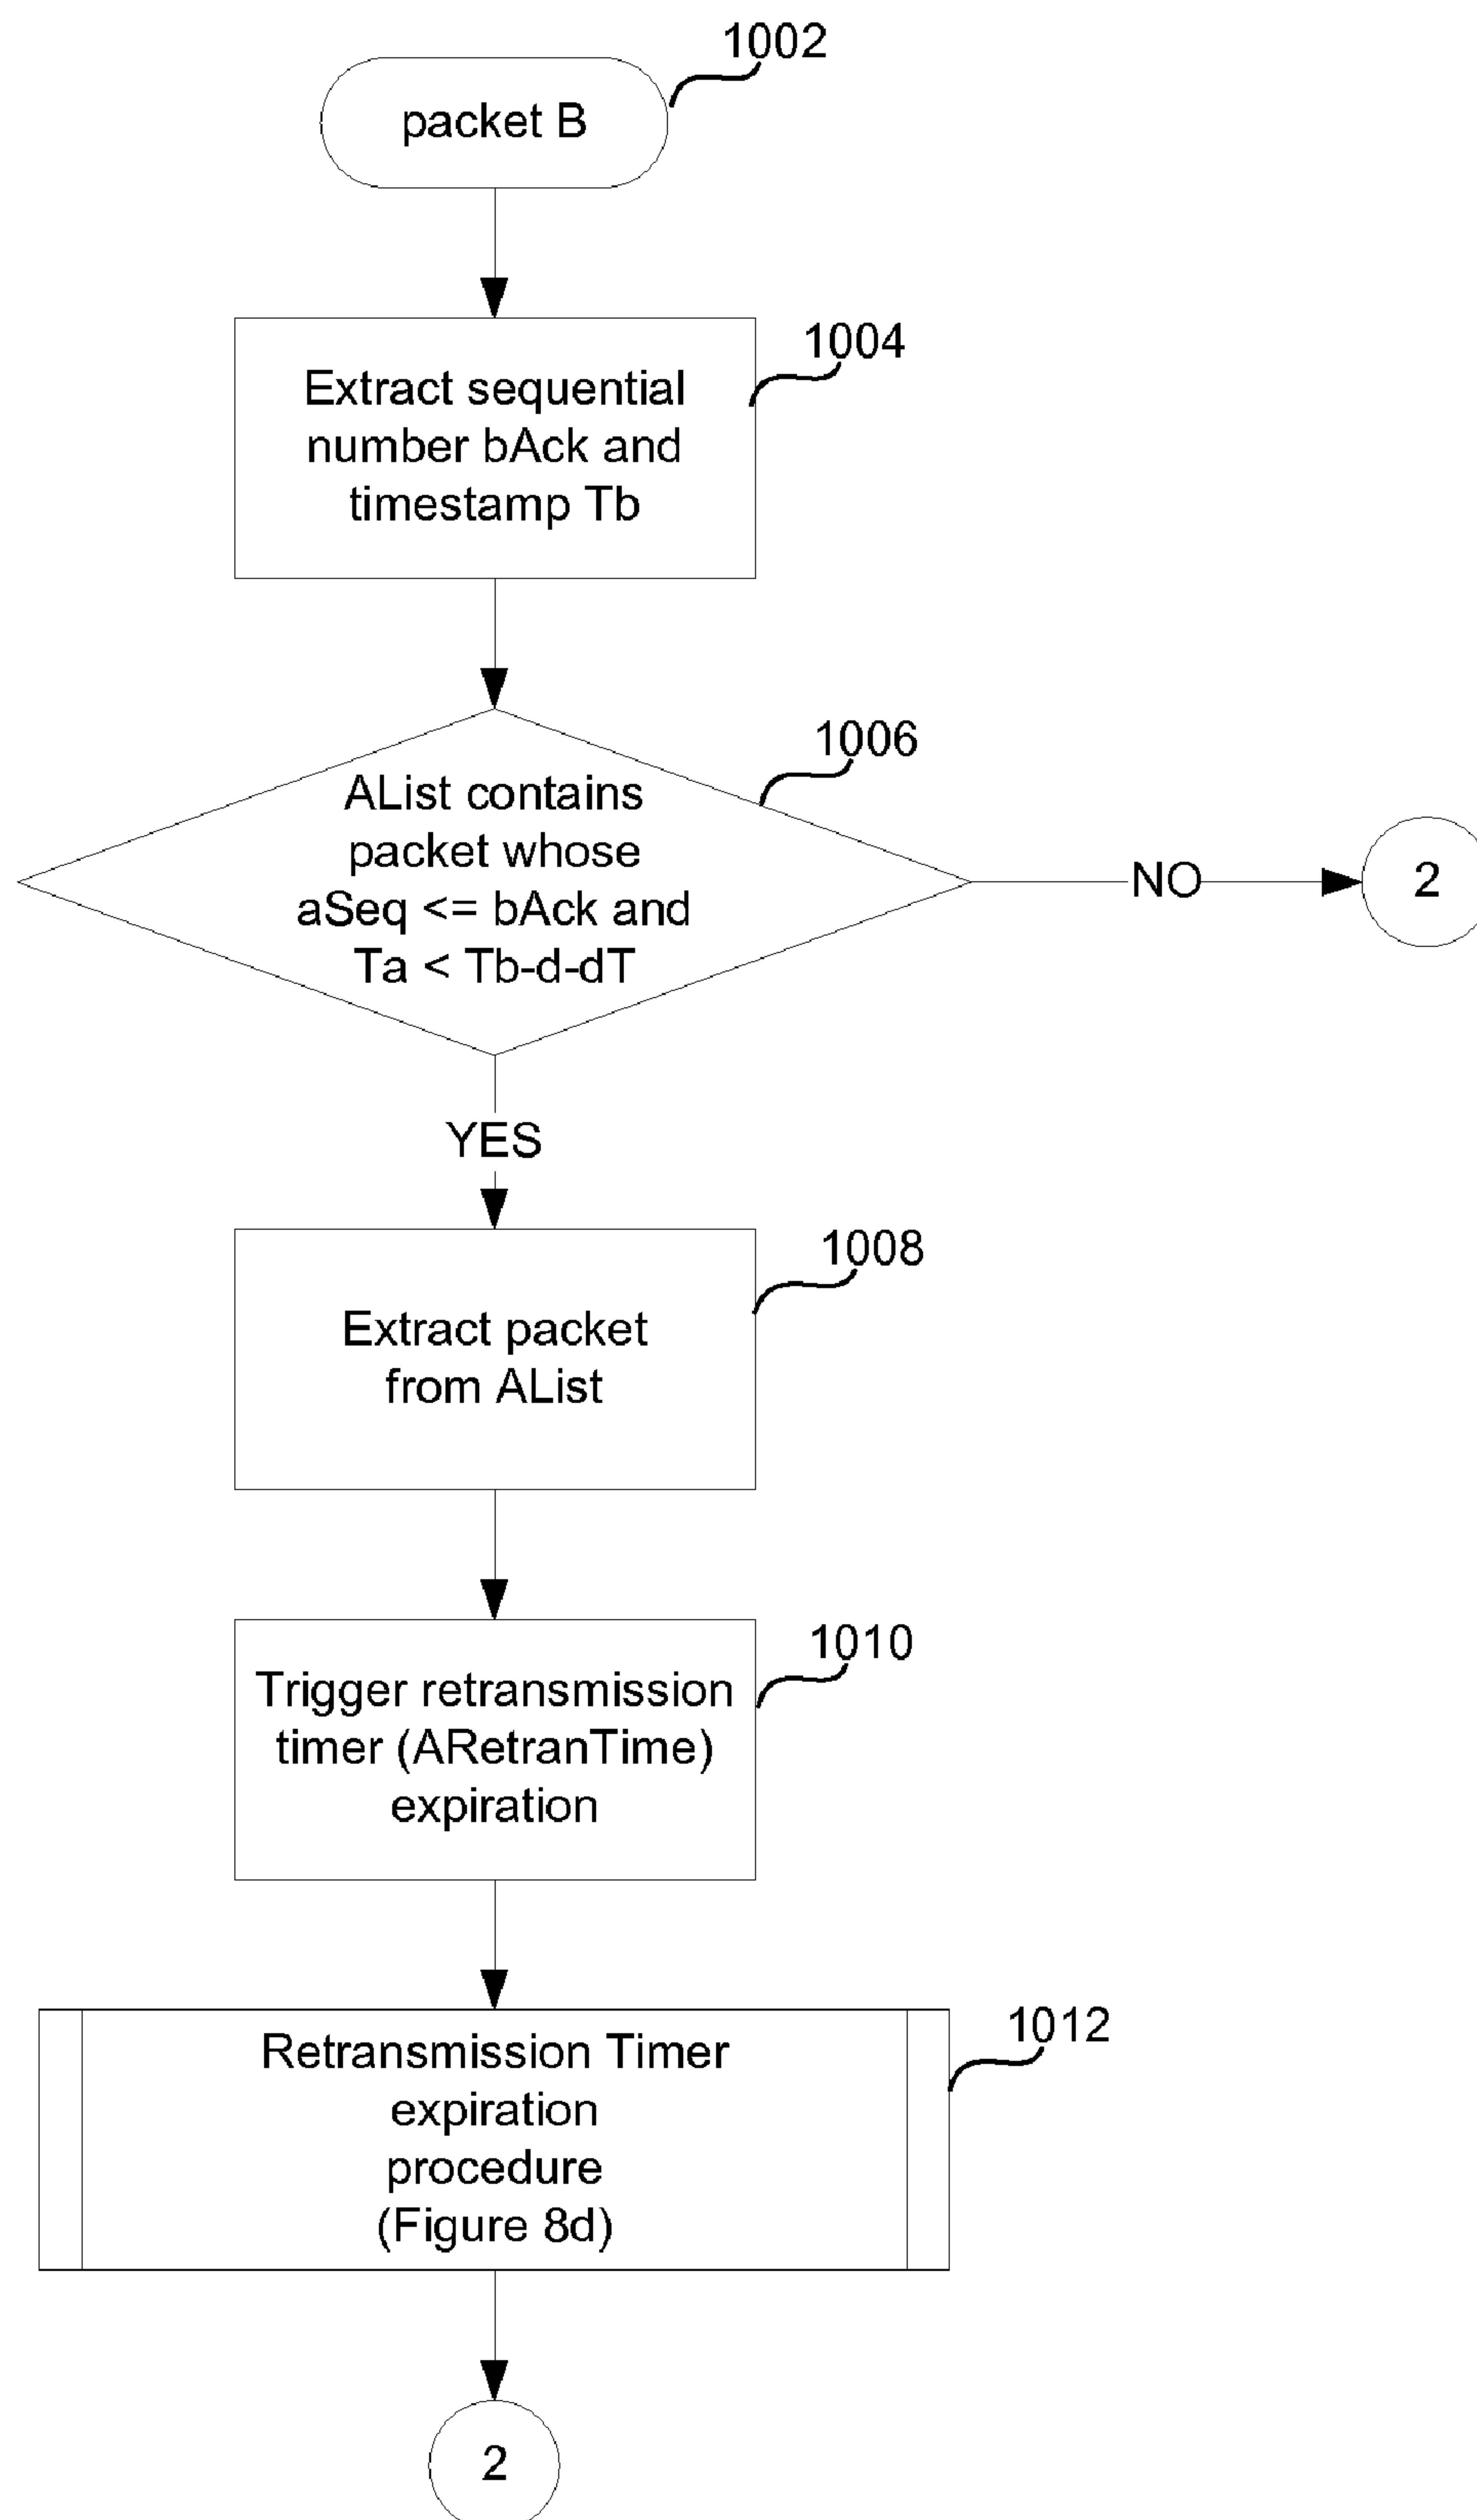 1002
packet B
1004
Extract sequential
number bAck and
timestamp Tb
1006
AList contains
packet whose
aSeq <= bAck and
Ta < Tb-d-dT
NO
2
YES
1008
Extract packet
from AList
1010
Trigger retransmission
timer (ARetranTime)
expiration
1012
Retransmission Timer
expiration
procedure
(Figure 8d)
2